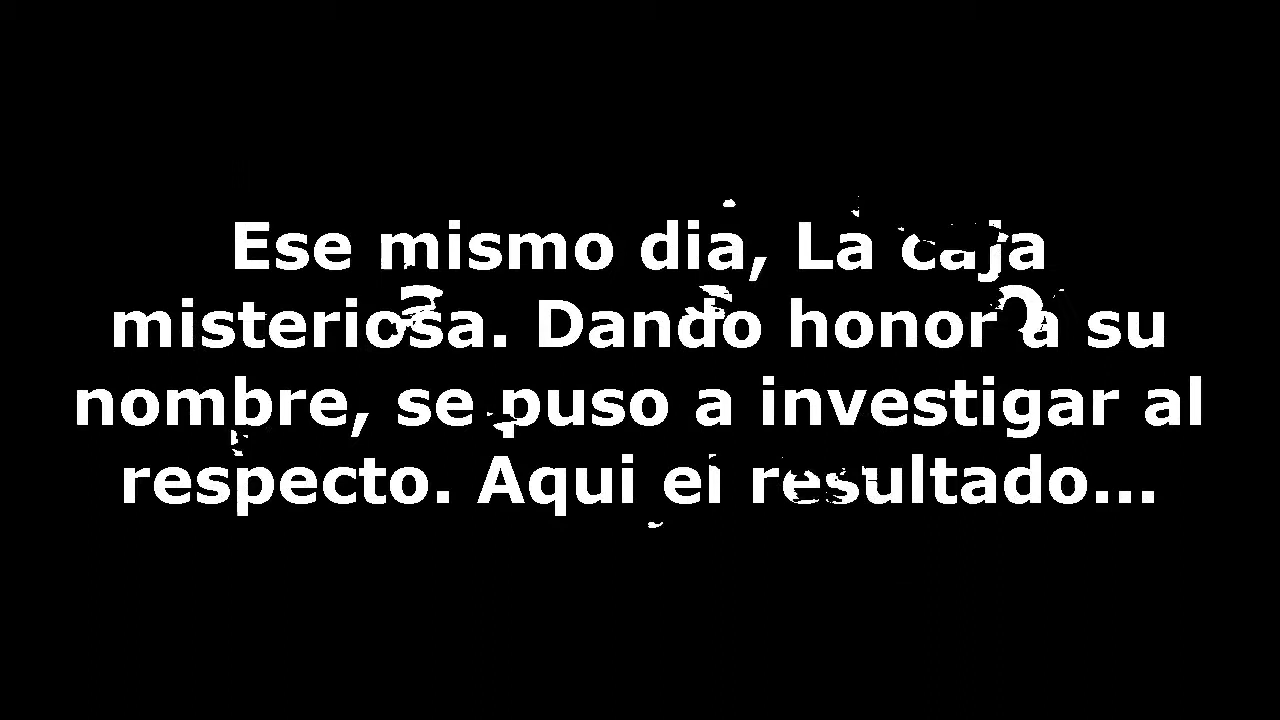 Ese mismo dia, La caja
misteriosa. Dando honor a su
nombre, se puso a investigar al
respecto. Aqui el resultado...